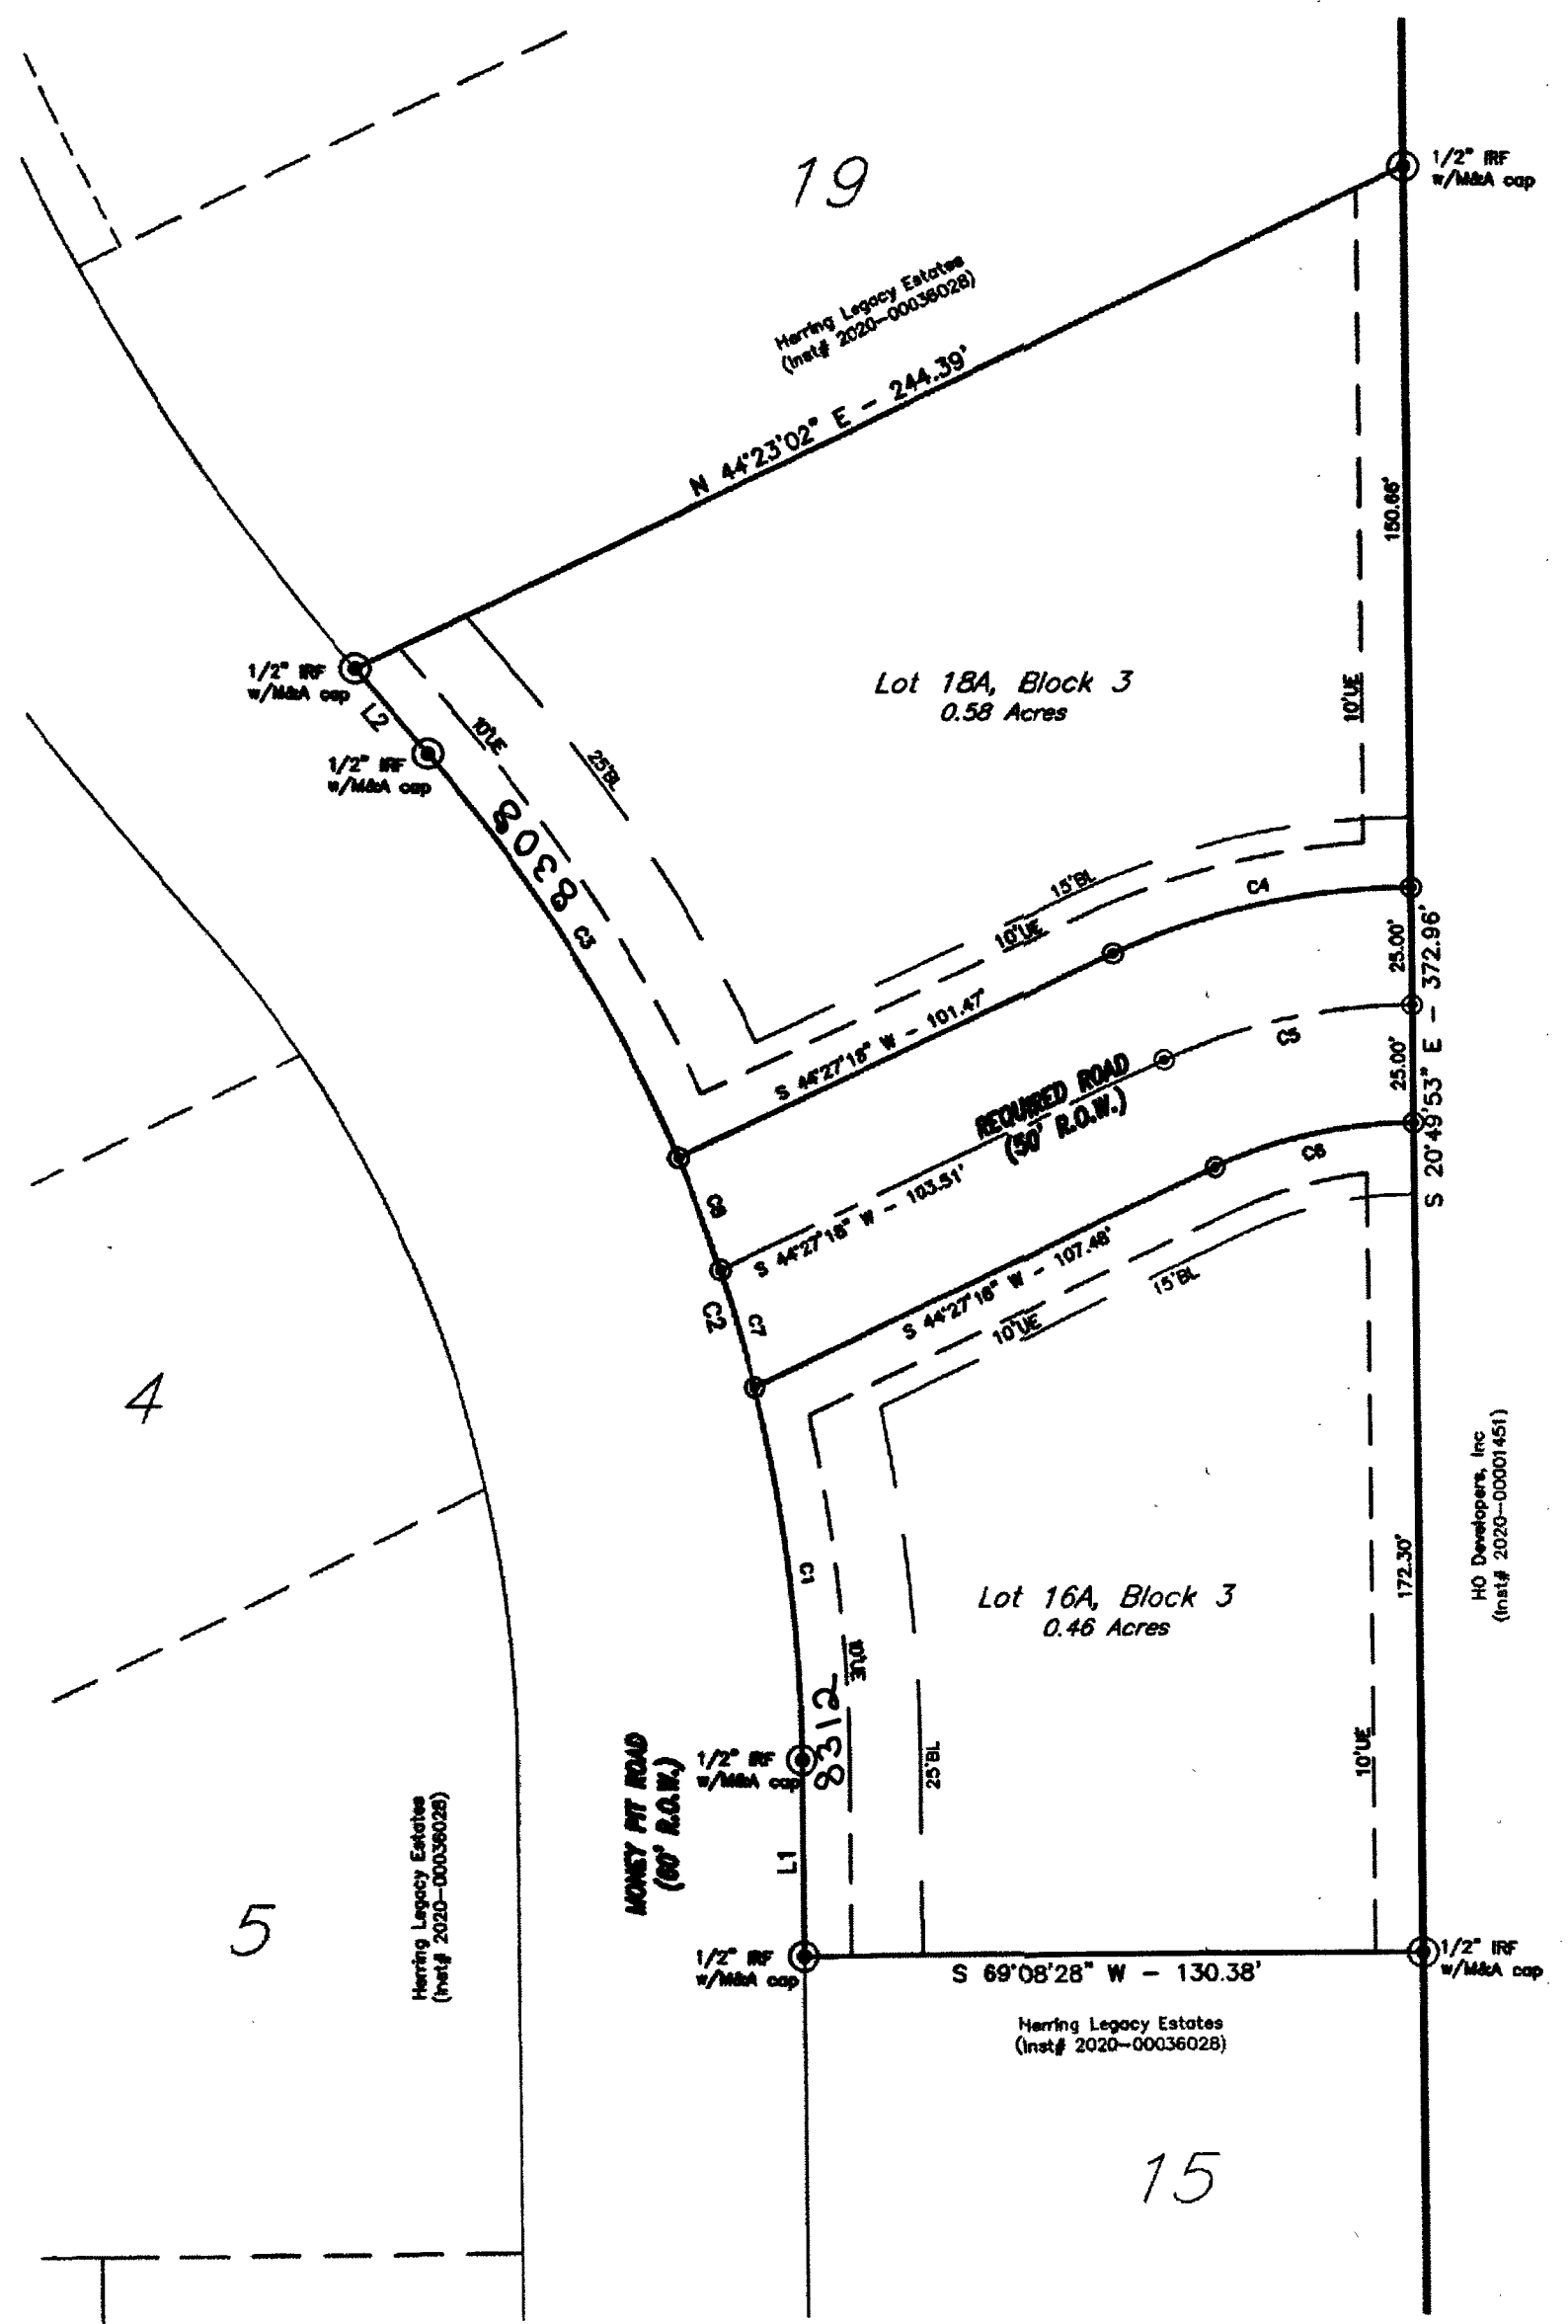 19
1/2" IRF
w/M&A cap
Herring Legacy Estates
(Inst# 2020-00036028)
N 44°23'02" E - 244.39'
150.66'
1/2" IRF
w/M&A cap
L2
1/2" IRF
w/M&A cap
10'UE
25'BL
Lot 18A, Block 3
0.58 Acres
10'UE
8308
C3
15'BL
10'UE
C4
S 44°27'18" W - 101.47'
25.00'
25.00'
S 20°49'53" E - 372.96'
C5
REQUIRED ROAD
(50' R.O.W.)
S 44°27'18" W - 103.51'
C2
C7
S 44°27'18" W - 107.48'
10'UE
15'BL
4
C1
Lot 16A, Block 3
0.46 Acres
172.30'
HO Developers, Inc
(Inst# 2020-00001451)
10'UE
8312
25'BL
10'UE
MONEY PIT ROAD
(60' R.O.W.)
1/2" IRF
w/M&A cap
L1
Herring Legacy Estates
(Inst# 2020-00036028)
5
1/2" IRF
w/M&A cap
S 69°08'28" W - 130.38'
1/2" IRF
w/M&A cap
Herring Legacy Estates
(Inst# 2020-00036028)
15